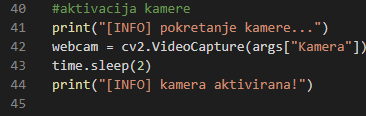 40 #aktivacija kamere
41 print("[INFO] pokretanje kamere...")
42 webcam = cv2.VideoCapture(args["Kamera"])
43 time.sleep(2)
44 print("[INFO] kamera aktivirana!")
45